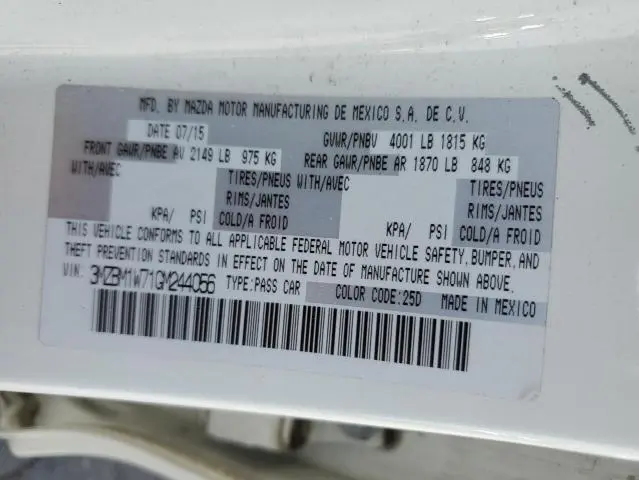 MFD. BY MAZDA MOTOR MANUFACTURING DE MEXICO S.A. DE C.V.
DATE 07/15 GVWR/PNBV 4001 LB 1815 KG
FRONT GAWR/PNBE AV 2149 LB 975 KG REAR GAWR/PNBE AR 1870 LB 848 KG
WITH/AVEC TIRES/PNEUS WITH/AVEC TIRES/PNEUS
RIMS/JANTES RIMS/JANTES
KPA/ PSI COLD/A FROID KPA/ PSI COLD/A FROID
THIS VEHICLE CONFORMS TO ALL APPLICABLE FEDERAL MOTOR VEHICLE SAFETY, BUMPER, AND
THEFT PREVENTION STANDARDS IN EFFECT ON THE DATE OF MANUFACTURE SHOWN ABOVE.
VIN: 3MZBM1W71GM244056 TYPE: PASS CAR COLOR CODE: 25D MADE IN MEXICO